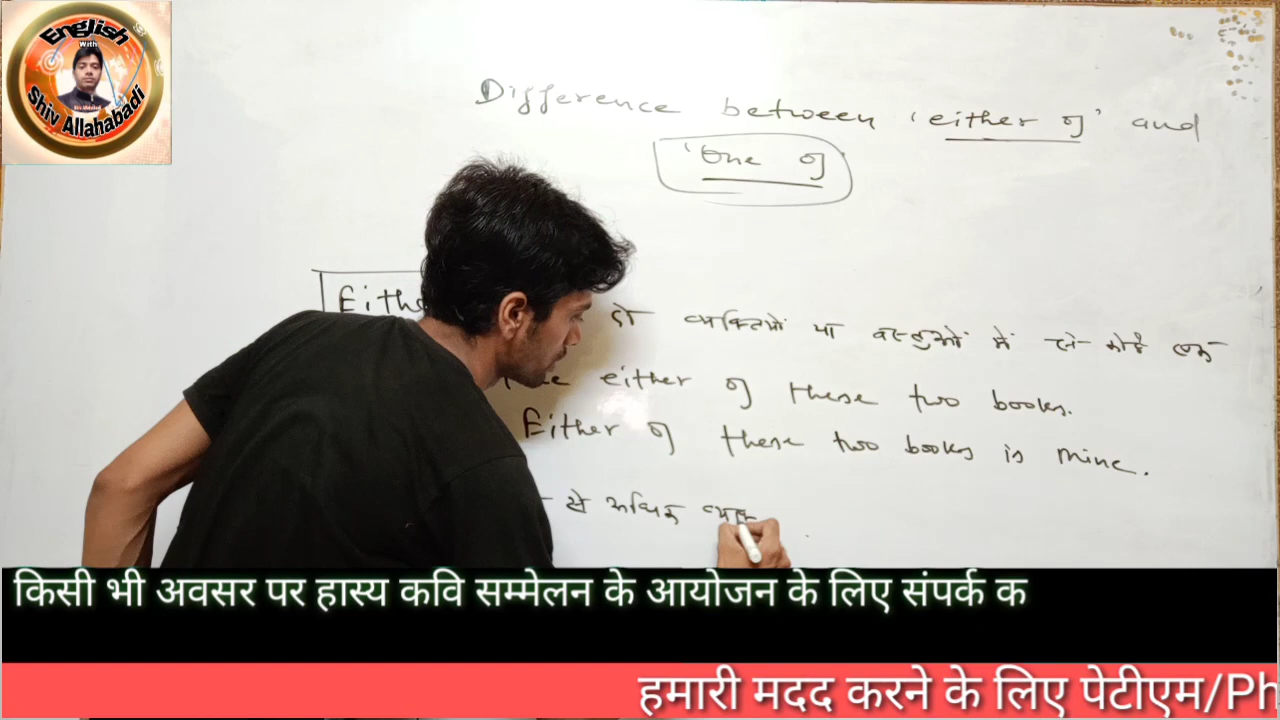 English
With
Shiv Allahabadi
Difference between 'either of' and
'One of
Eithe
दो व्यक्तियों या वस्तुओं में से कोई एक
either of these two books.
Either of these two books is mine.
से अधिक व्यक्
किसी भी अवसर पर हास्य कवि सम्मेलन के आयोजन के लिए संपर्क क
हमारी मदद करने के लिए पेटीएम/Ph